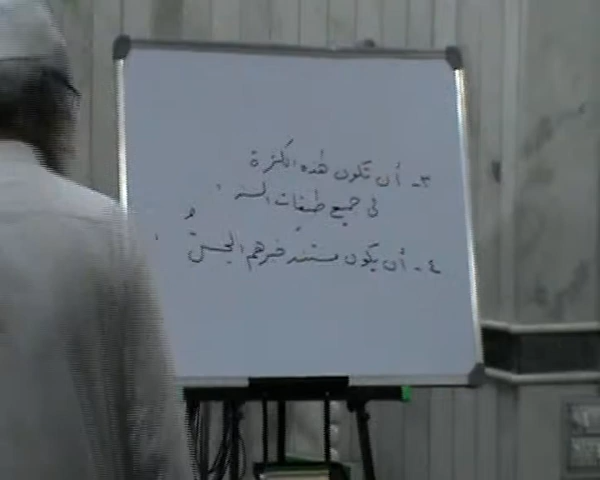 ٣- أن تكون هذه الكثرة
في جميع طبقات السند.
٤- أن يكون مستند خبرهم الحسُّ